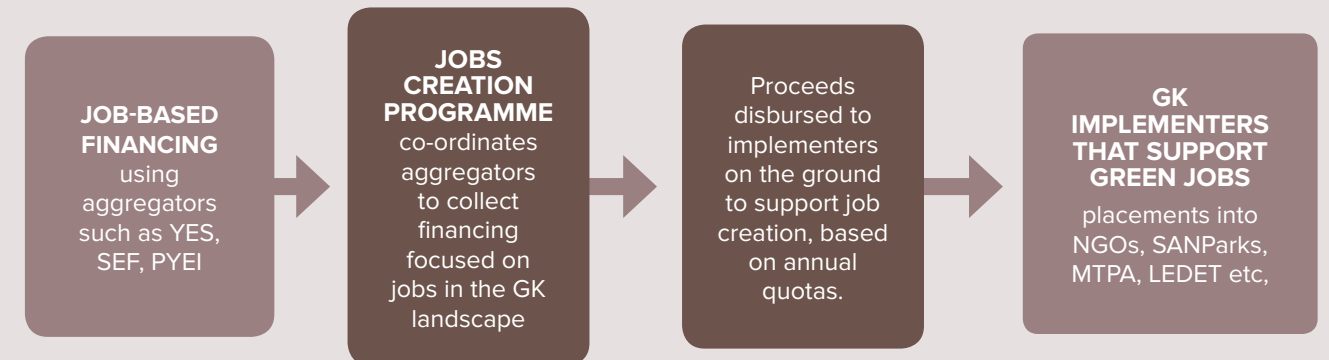 JOB-BASED
FINANCING
using
aggregators
such as YES,
SEF, PYEI
JOBS
CREATION
PROGRAMME
co-ordinates
aggregators
to collect
financing
focused on
jobs in the GK
landscape
Proceeds
disbursed to
implementers
on the ground
to support job
creation, based
on annual
quotas.
GK
IMPLEMENTERS
THAT SUPPORT
GREEN JOBS
placements into
NGOs, SANParks,
MTPA, LEDET etc,